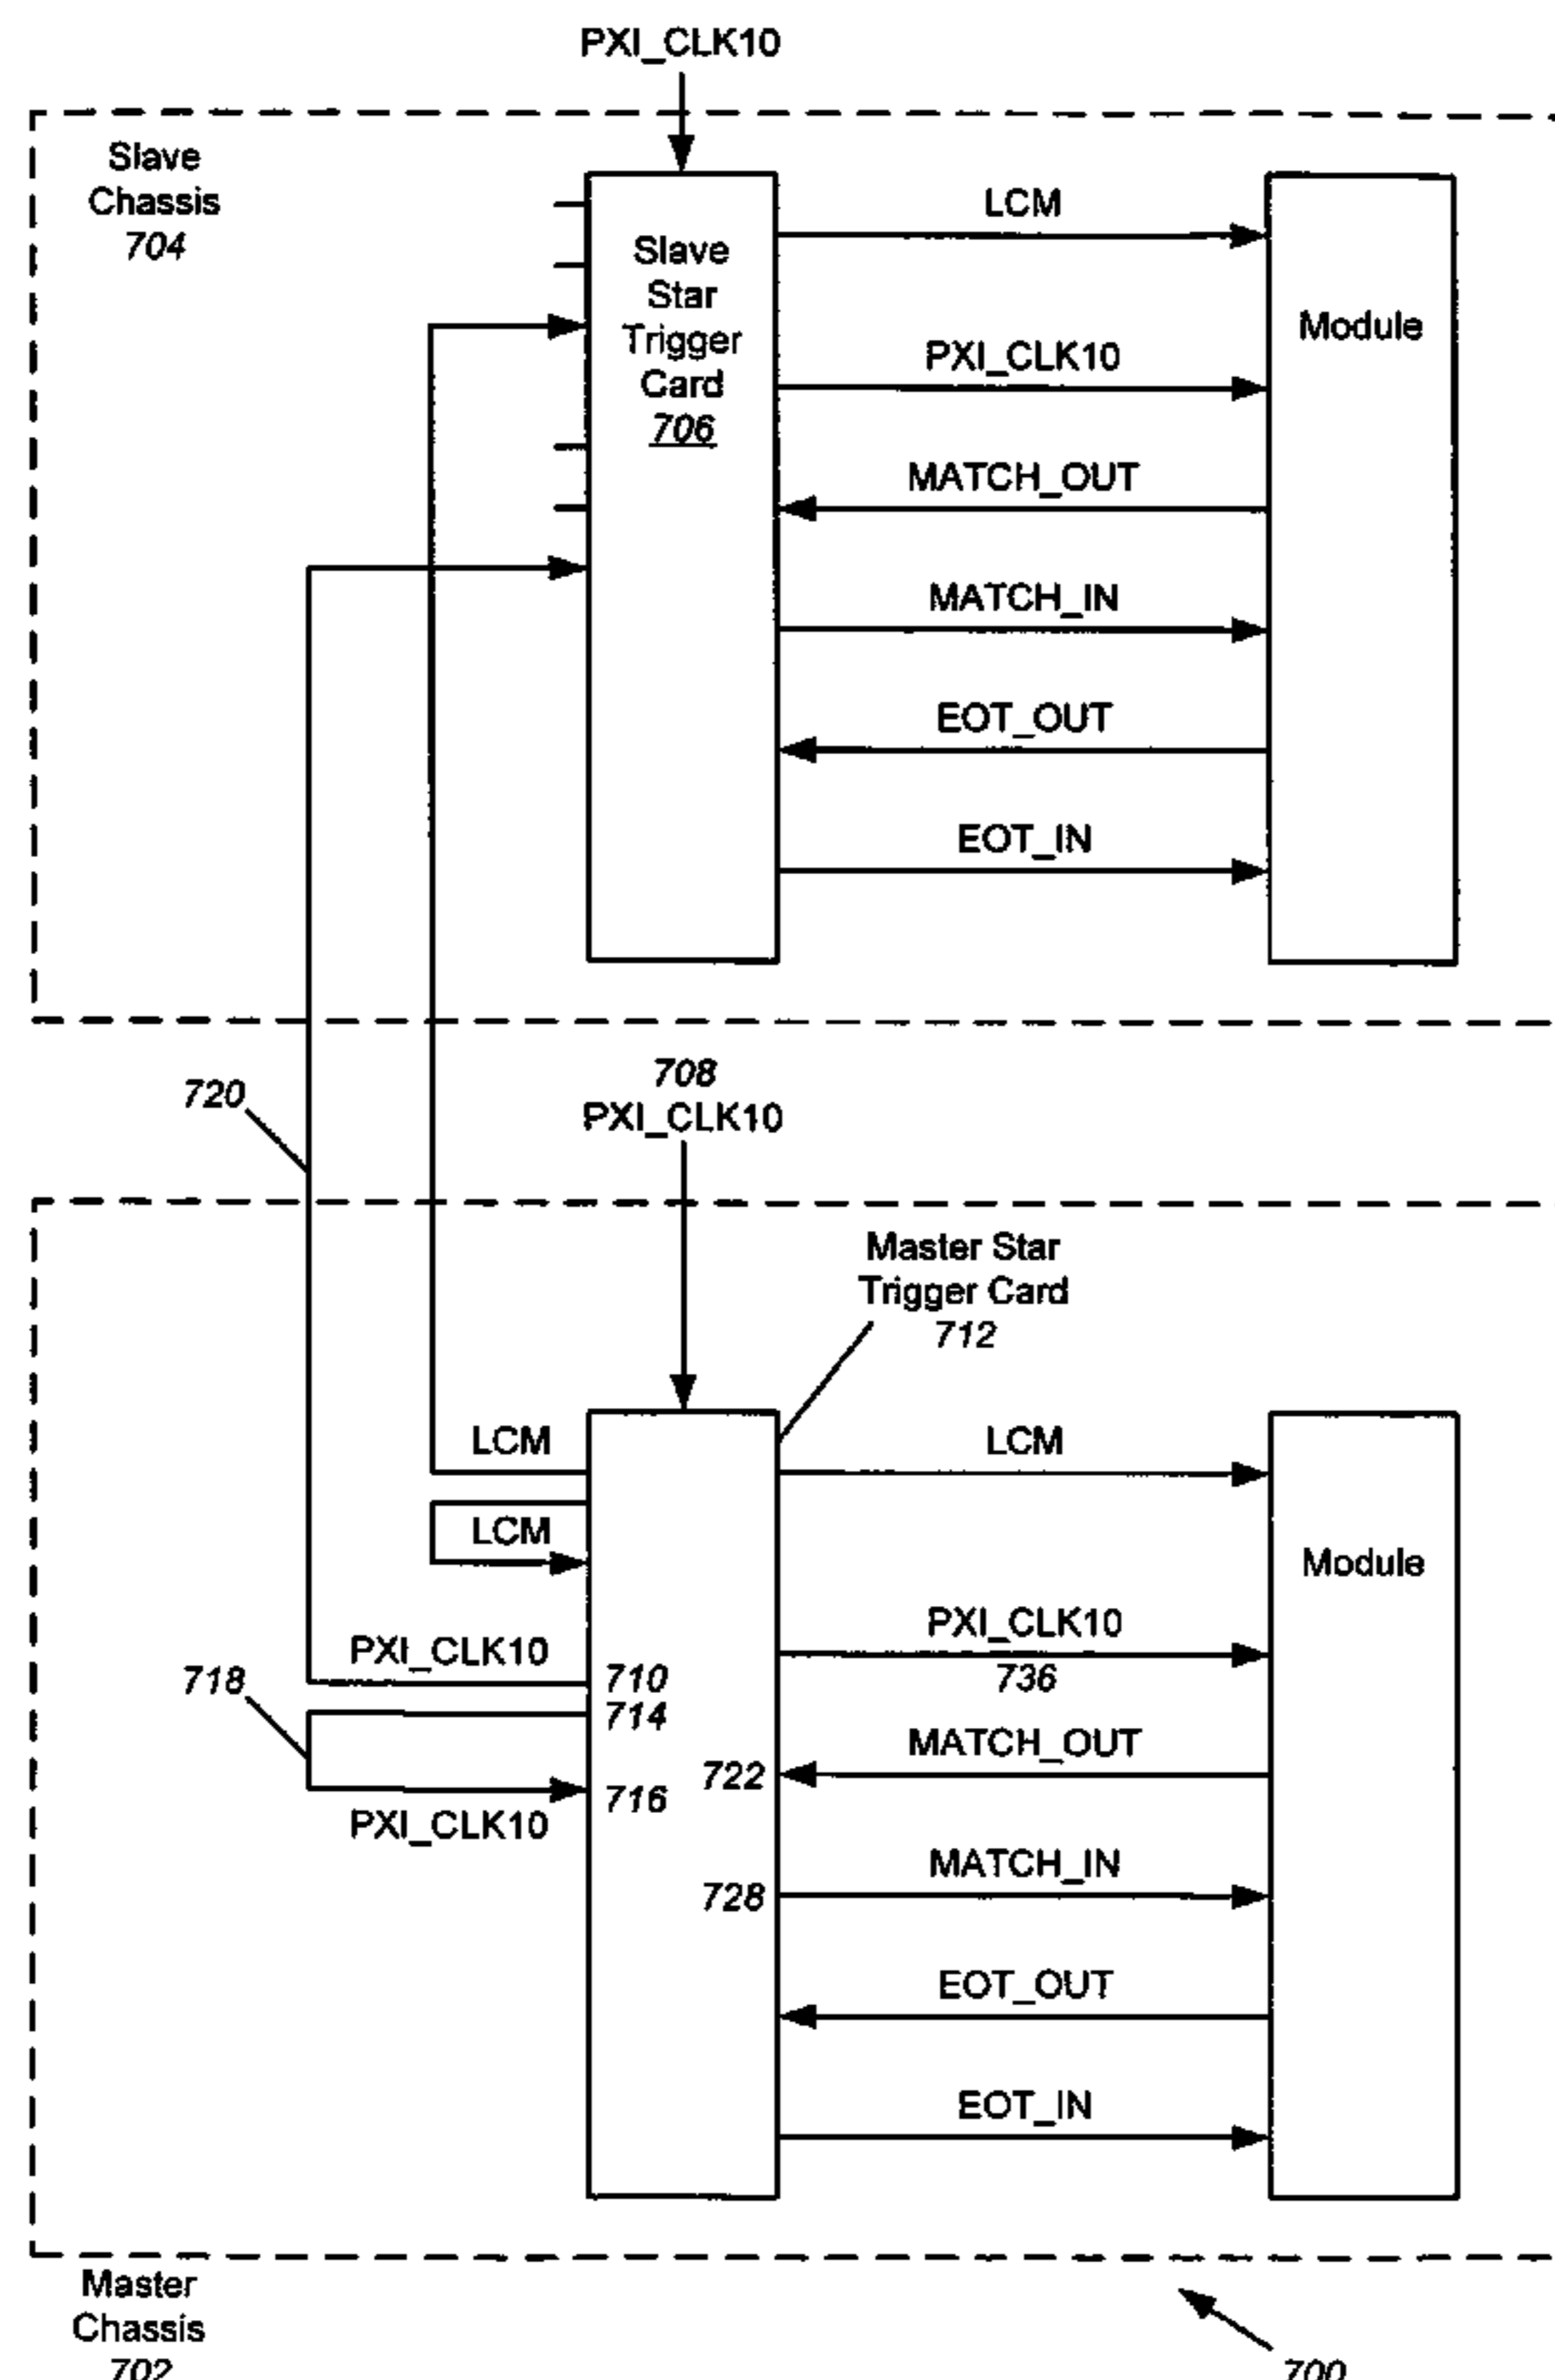 PXI_CLK10
Slave
Chassis
704
Slave
Star
Trigger
Card
706
LCM
PXI_CLK10
MATCH_OUT
MATCH_IN
EOT_OUT
EOT_IN
Module
720
708
PXI_CLK10
Master Star
Trigger Card
712
LCM
LCM
PXI_CLK10
718
PXI_CLK10
710
714
716
722
728
LCM
PXI_CLK10
736
MATCH_OUT
MATCH_IN
EOT_OUT
EOT_IN
Module
Master
Chassis
702
700